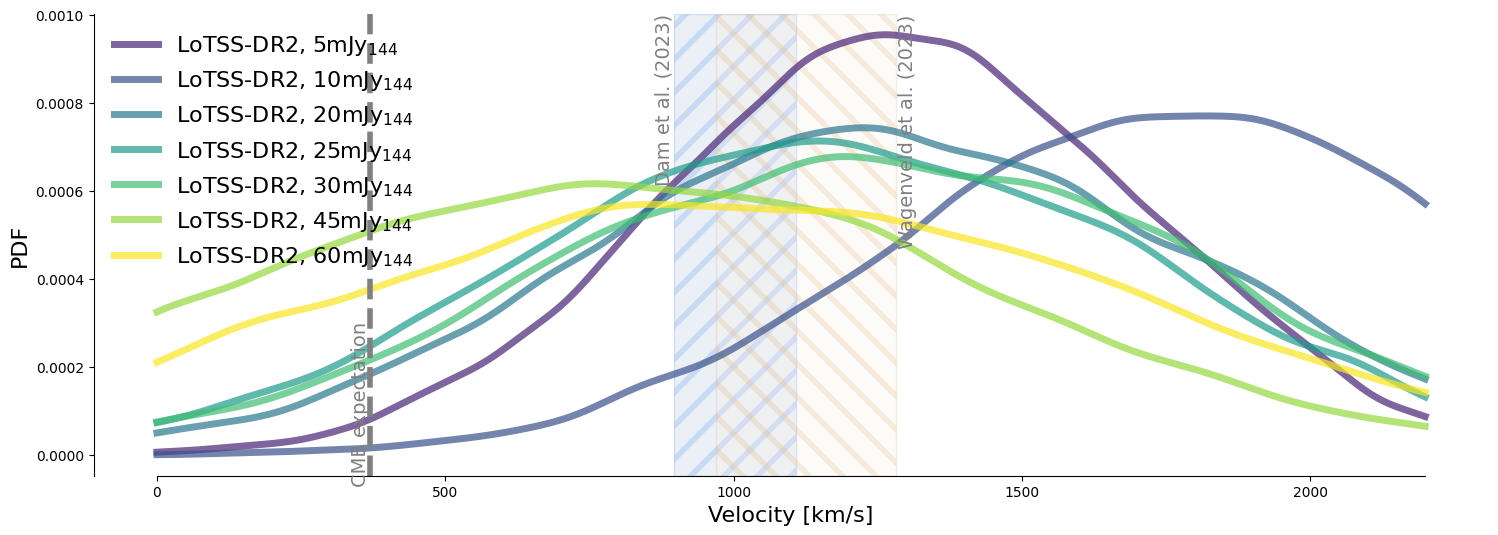 0.0010
0.0008
0.0006
0.0004
0.0002
0.0000
PDF
LoTSS-DR2, 5mJy₁₄₄
LoTSS-DR2, 10mJy₁₄₄
LoTSS-DR2, 20mJy₁₄₄
LoTSS-DR2, 25mJy₁₄₄
LoTSS-DR2, 30mJy₁₄₄
LoTSS-DR2, 45mJy₁₄₄
LoTSS-DR2, 60mJy₁₄₄
CMB expectation
Dam et al. (2023)
Wagenveld et al. (2023)
0 500 1000 1500 2000
Velocity [km/s]